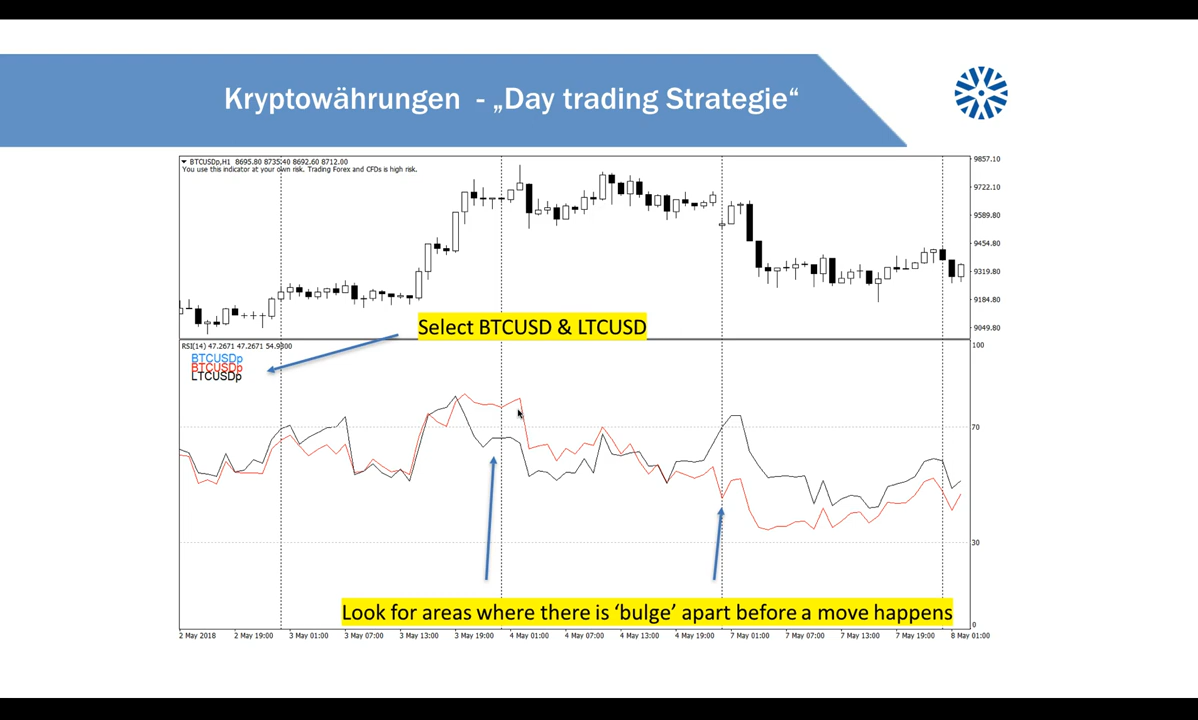 Kryptowährungen - „Day trading Strategie“
BTCUSDp,H1 8695.80 8735.40 8692.60 8712.00
You use this indicator at your own risk. Trading Forex and CFDs is high risk.
9857.10
9722.10
9589.80
9454.80
9319.80
9184.80
9049.80
Select BTCUSD & LTCUSD
RSI(14) 47.2671 47.2671 54.9300
BTCUSDp
BTCUSDp
LTCUSDp
100
70
30
0
Look for areas where there is ‘bulge’ apart before a move happens
2 May 2018 2 May 19:00 3 May 01:00 3 May 07:00 3 May 13:00 3 May 19:00 4 May 01:00 4 May 07:00 4 May 13:00 4 May 19:00 7 May 01:00 7 May 07:00 7 May 13:00 7 May 19:00 8 May 01:00